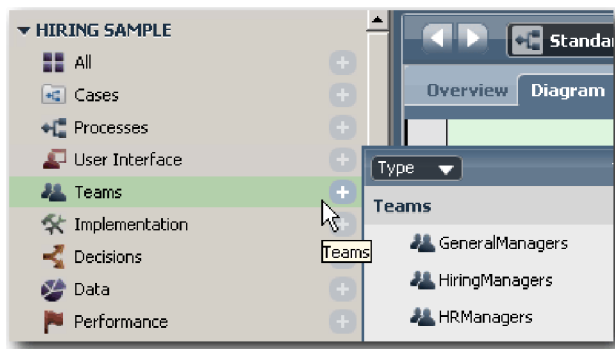 HIRING SAMPLE
All
Cases
Processes
User Interface
Teams
Implementation
Decisions
Data
Performance
Teams
Standa
Overview Diagram
Type
Teams
GeneralManagers
HiringManagers
HRManagers